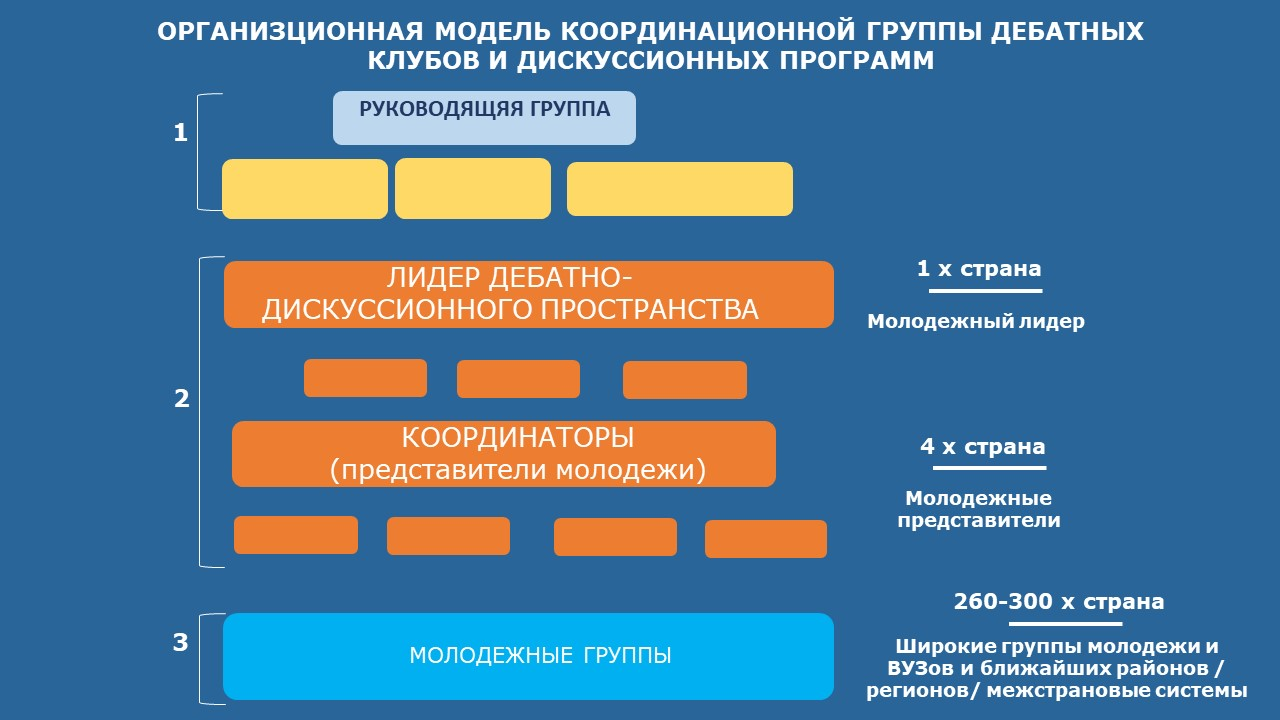 ОРГАНИЗЦИОННАЯ МОДЕЛЬ КООРДИНАЦИОННОЙ ГРУППЫ ДЕБАТНЫХ
КЛУБОВ И ДИСКУССИОННЫХ ПРОГРАММ
1
РУКОВОДЯЩЯЯ ГРУППА
2
ЛИДЕР ДЕБАТНО-
ДИСКУССИОННОГО ПРОСТРАНСТВА
1 х страна
Молодежный лидер
КООРДИНАТОРЫ
(представители молодежи)
4 х страна
Молодежные
представители
3
МОЛОДЕЖНЫЕ ГРУППЫ
260–300 х страна
Широкие группы молодежи и
ВУЗов и ближайших районов /
регионов/ межстрановые системы